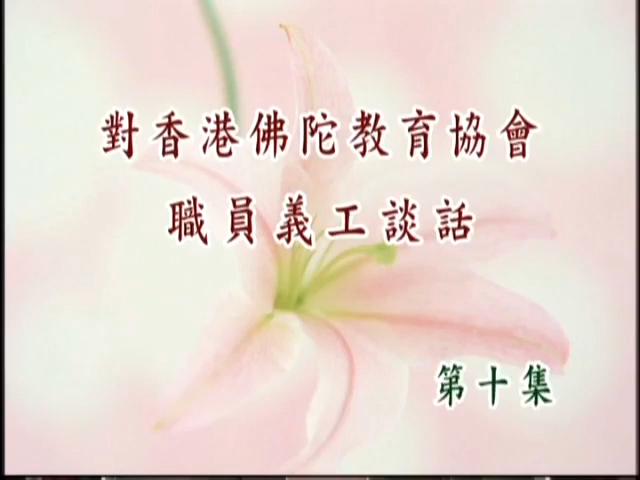 對香港佛陀教育協會
職員義工談話
第十集